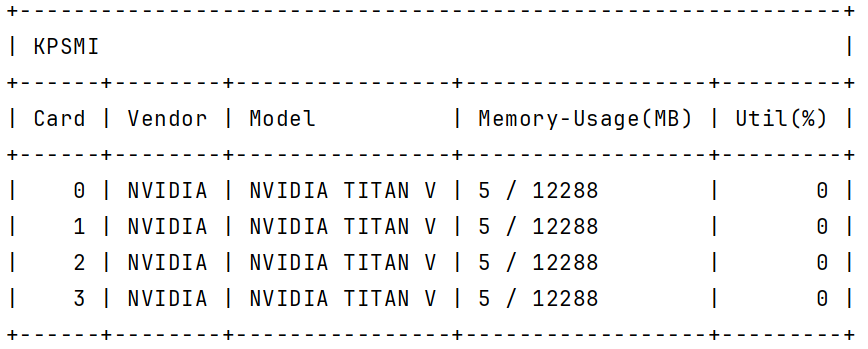 +--------------------------------------------------------------+
| KPSMI                                                        |
+------+--------+----------------+-------------------+---------+
| Card | Vendor | Model          | Memory-Usage(MB)  | Util(%) |
+------+--------+----------------+-------------------+---------+
|    0 | NVIDIA | NVIDIA TITAN V | 5 / 12288         |       0 |
|    1 | NVIDIA | NVIDIA TITAN V | 5 / 12288         |       0 |
|    2 | NVIDIA | NVIDIA TITAN V | 5 / 12288         |       0 |
|    3 | NVIDIA | NVIDIA TITAN V | 5 / 12288         |       0 |
+------+--------+----------------+-------------------+---------+